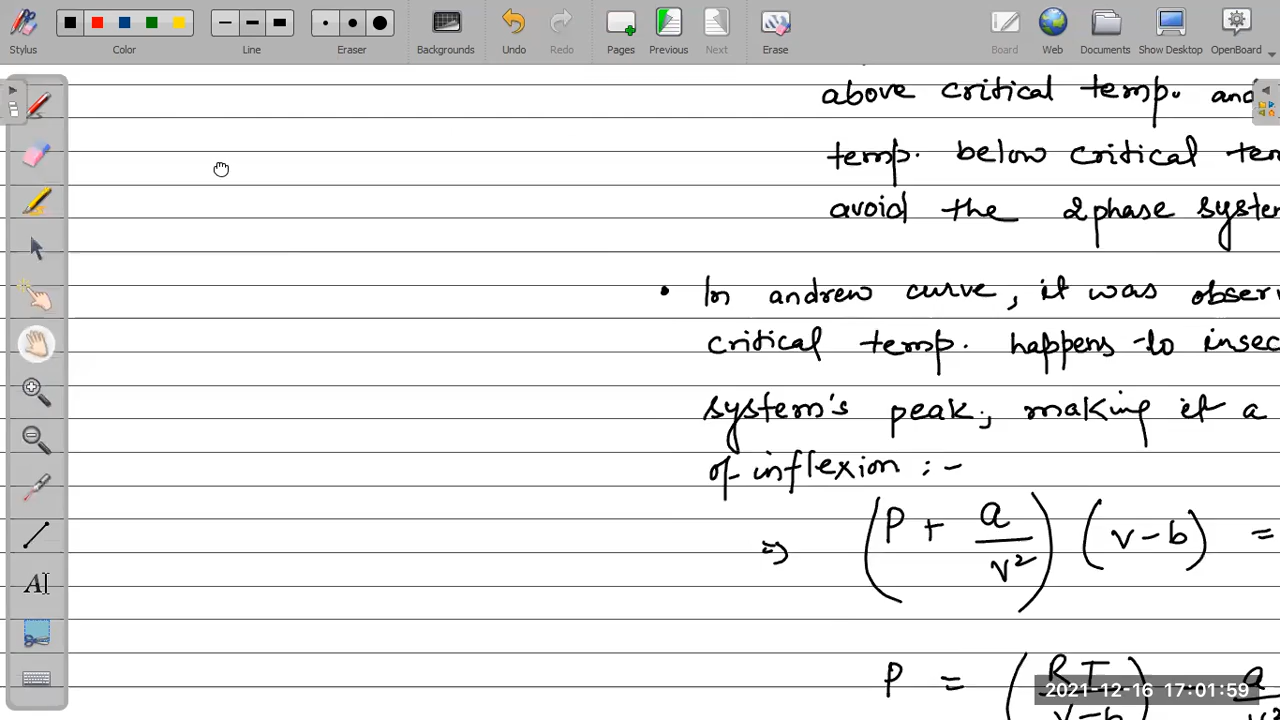 Stylus Color Line Eraser Backgrounds Undo Redo Pages Previous Next Erase Board Web Documents Show Desktop OpenBoard
above critical temp. and
temp. below critical tem
avoid the 2phase system
• In andrew curve, it was obser
critical temp. happens to insec
system's peak, making it a
of inflexion :-
⇒ (P + a/v²) (v-b) =
P = (RT/v-b) a/v²
2021-12-16 17:01:59